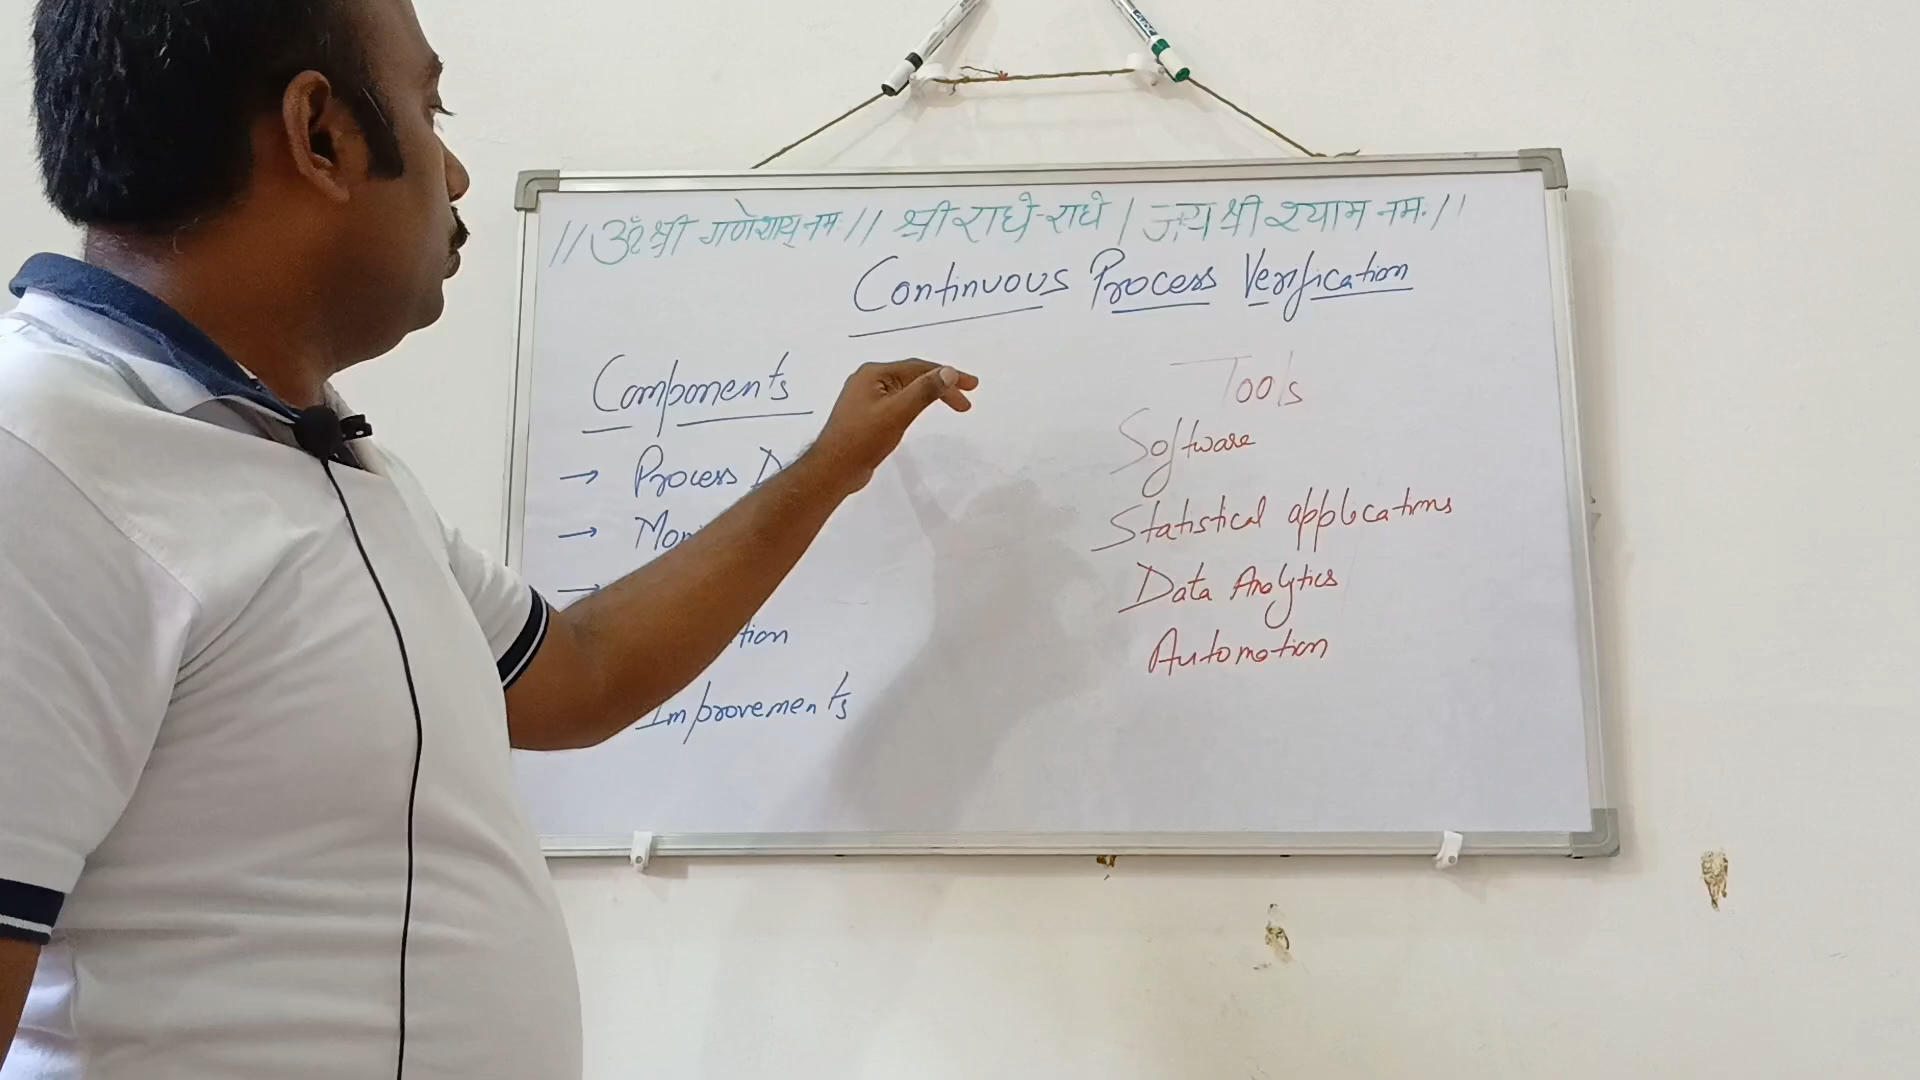 //ॐ श्री गणेशाय नमः// श्री राधे-राधे | जय श्री श्याम नमः//
Continuous Process Verification
Components
→ Process
→
→
Improvements
Tools
Software
Statistical applications
Data Analytics
Automation